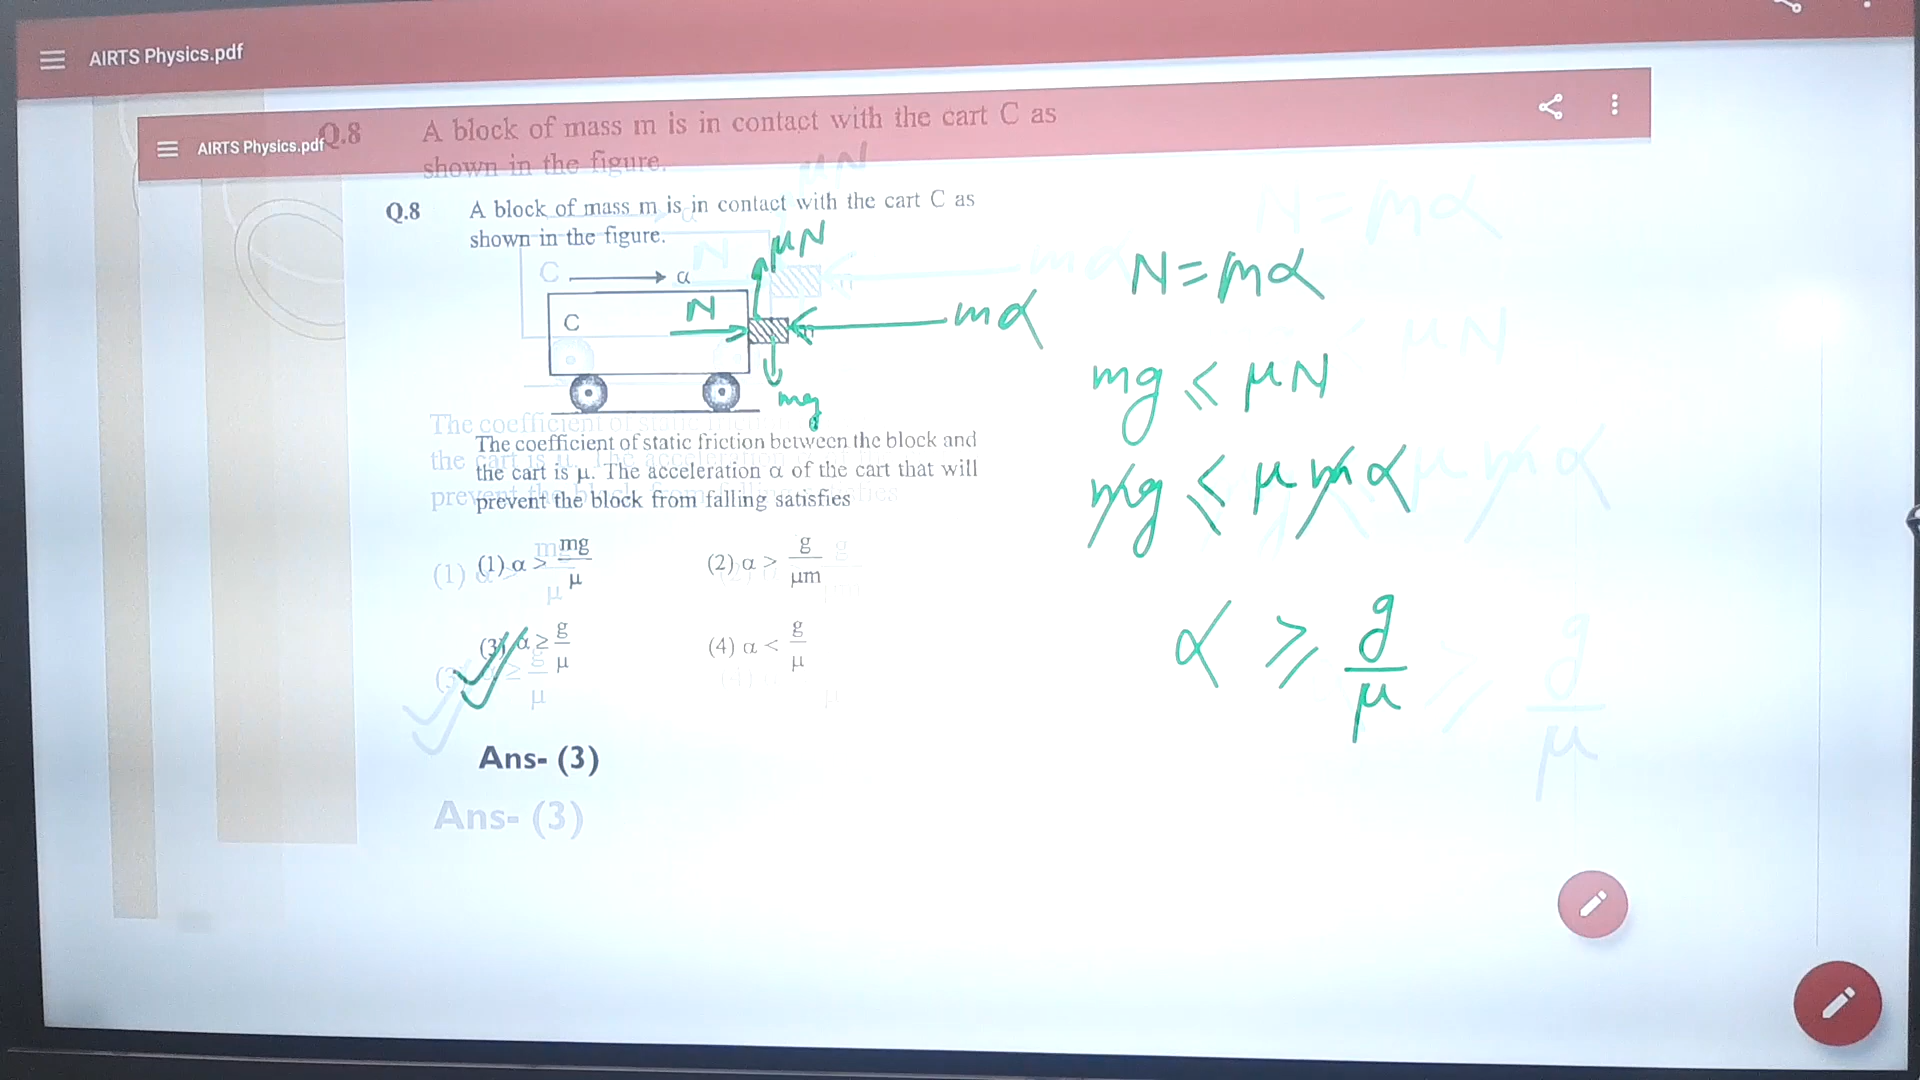 AIRTS Physics.pdf
Q.8 A block of mass m is in contact with the cart C as
shown in the figure.
AIRTS Physics.pdf
Q.8 A block of mass m is in contact with the cart C as
shown in the figure.
μN
C α
N
C
mα
mg
The coefficient of static friction between the block and
the cart is μ. The acceleration α of the cart that will
prevent the block from falling satisfies
(1) α > mg/μ (2) α > g/μm
(3) α ≥ g/μ (4) α < g/μ
Ans- (3)
Ans- (3)
N = mα
mg ≤ μN
mg ≤ μmα
α ≥ g/μ